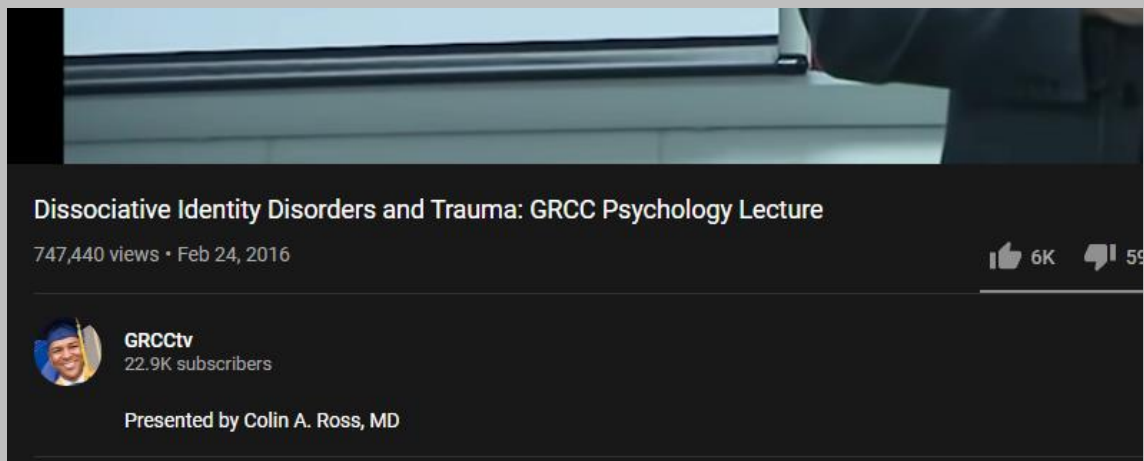 Dissociative Identity Disorders and Trauma: GRCC Psychology Lecture
747,440 views • Feb 24, 2016
6K 59
GRCCtv
22.9K subscribers
Presented by Colin A. Ross, MD